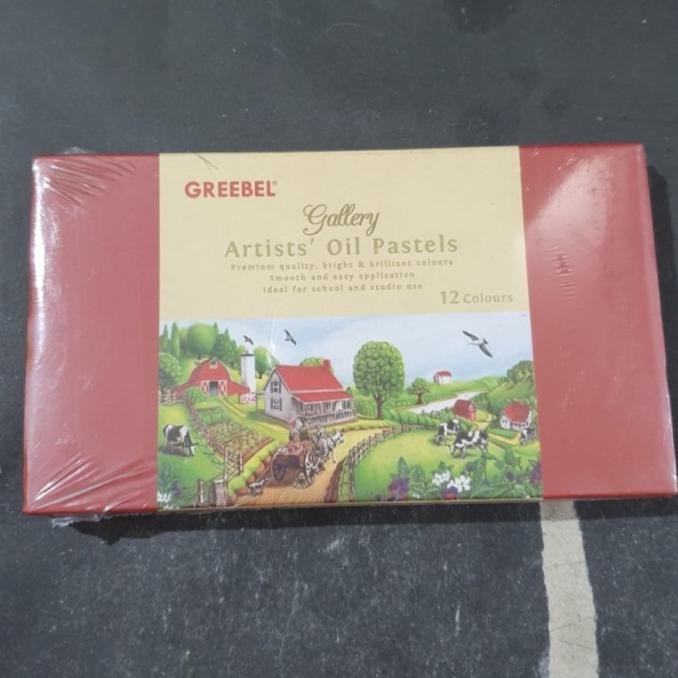 GREEBEL®
Gallery
Artists' Oil Pastels
Premium quality, bright & brilliant colours
Smooth and easy application
Ideal for school and studio use
12 Colours